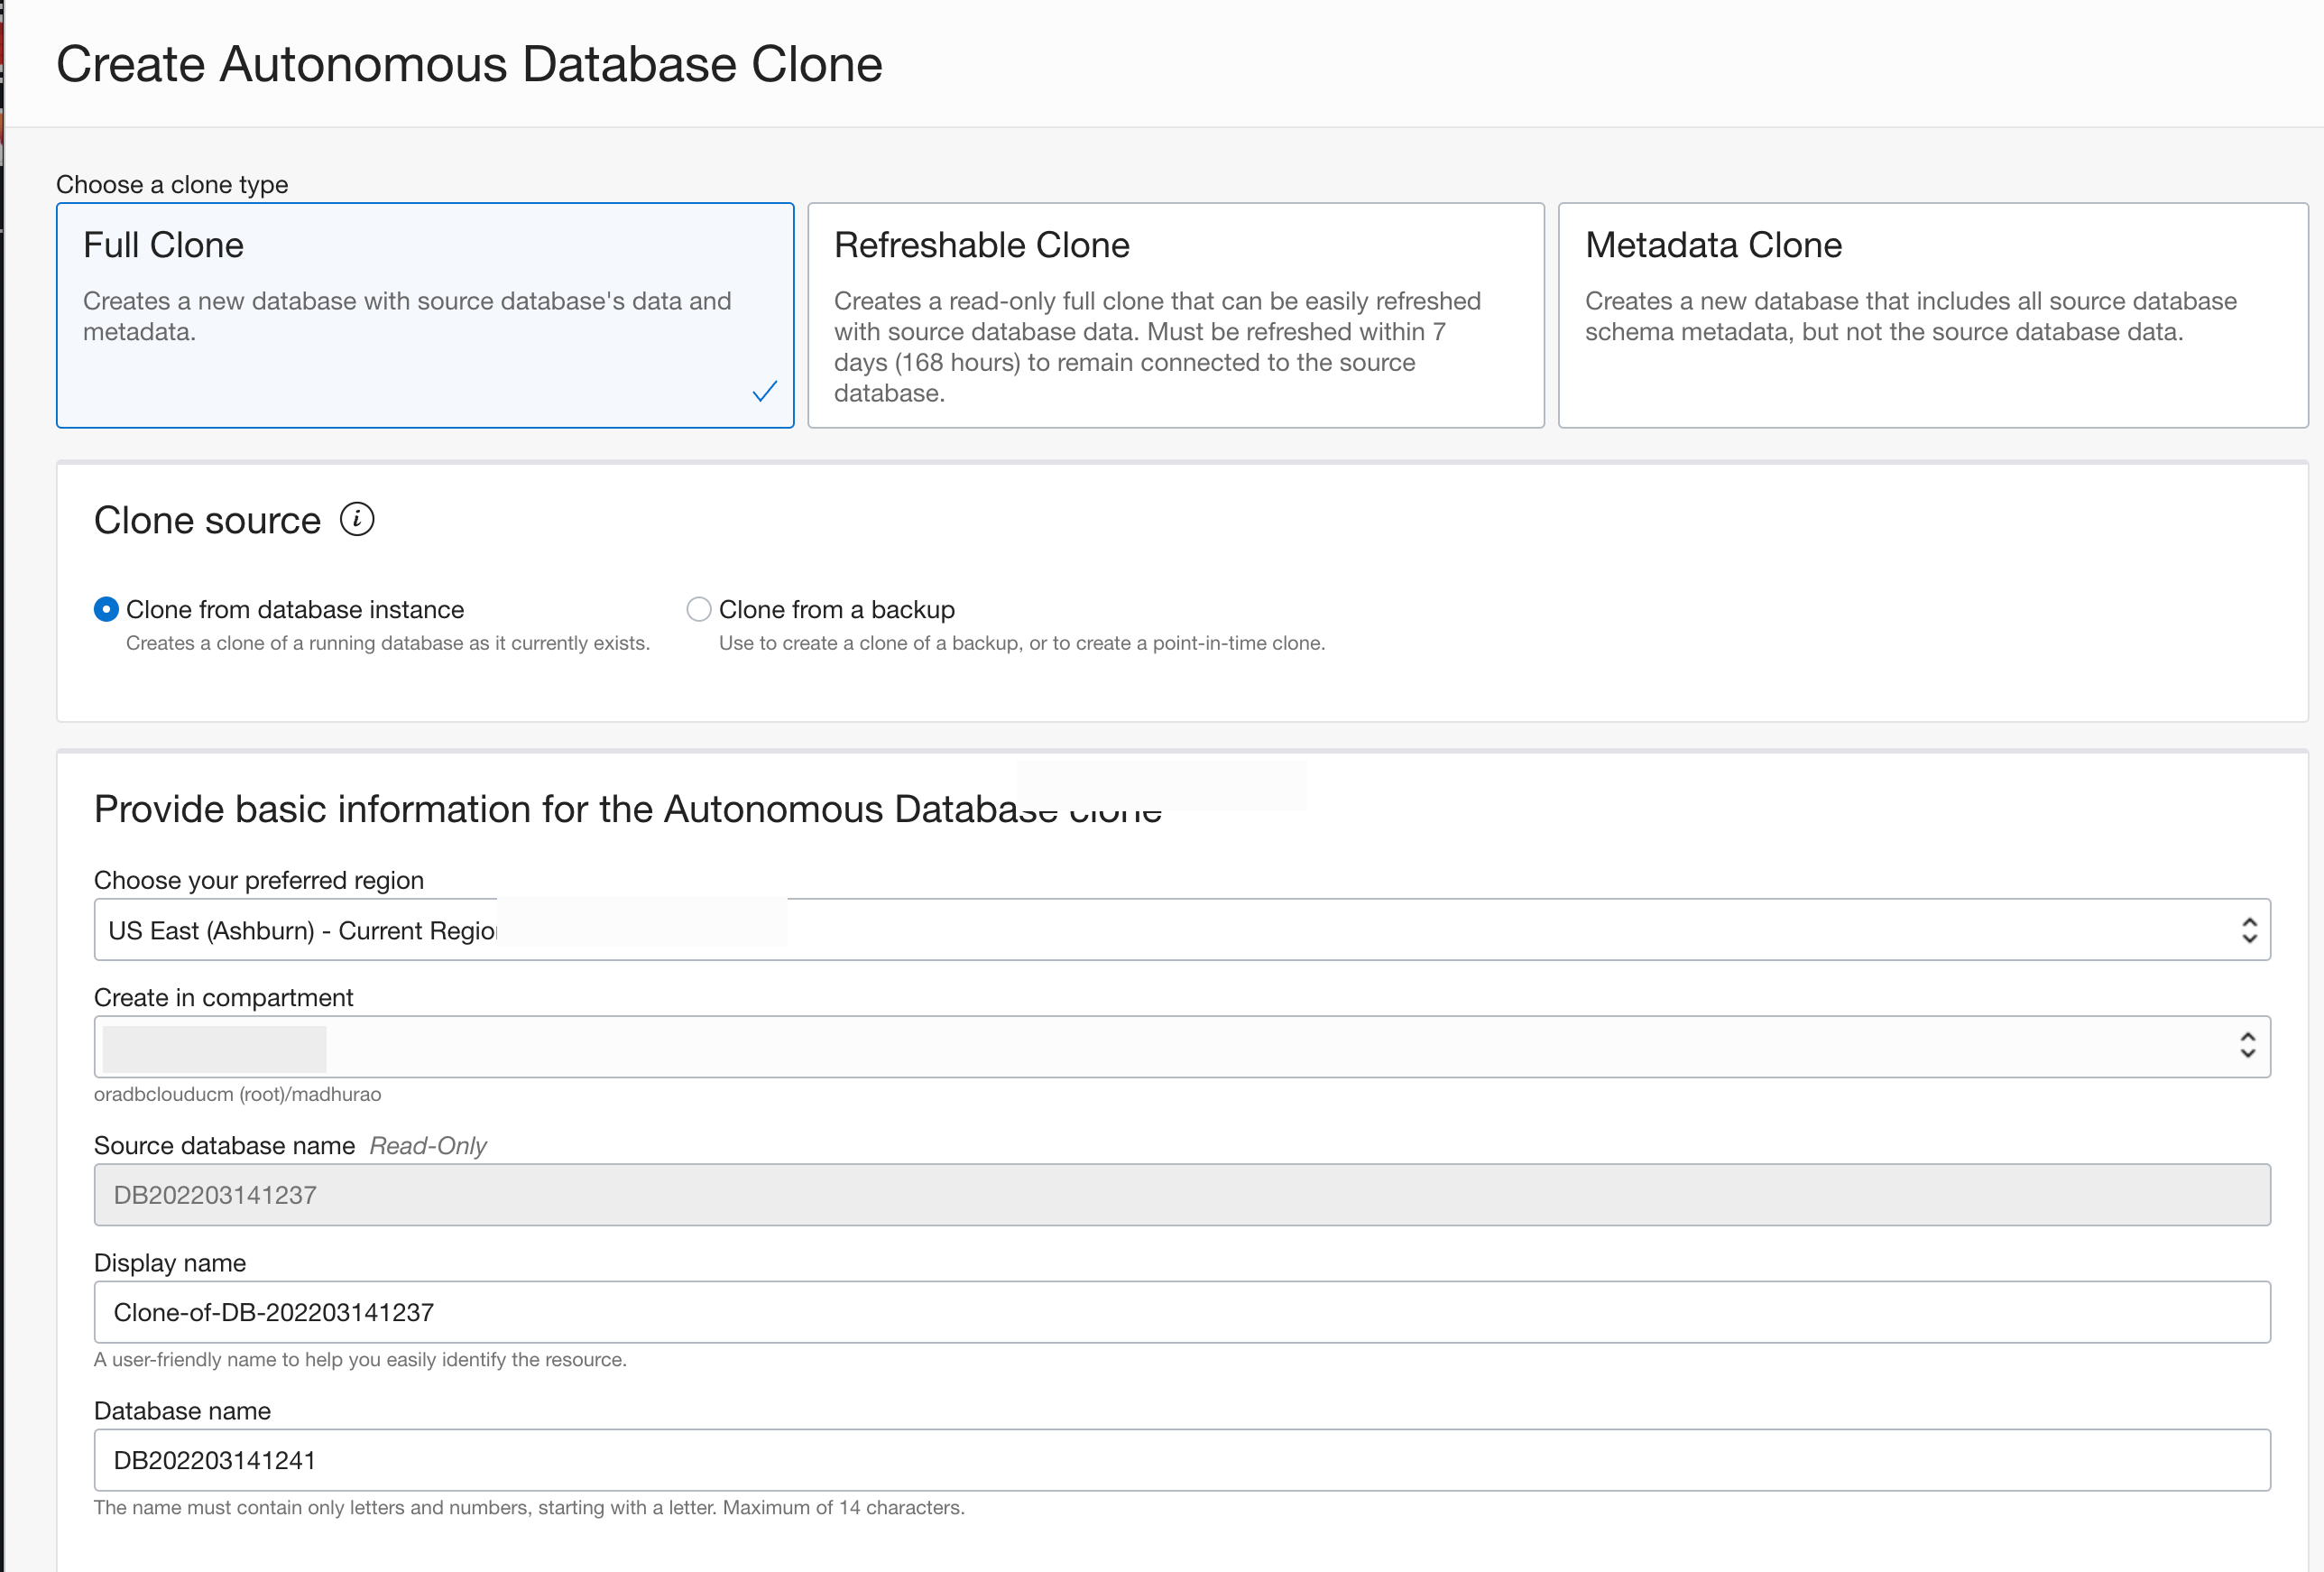 Create Autonomous Database Clone
Choose a clone type
Full Clone
Creates a new database with source database's data and
metadata.
Refreshable Clone
Creates a read-only full clone that can be easily refreshed
with source database data. Must be refreshed within 7
days (168 hours) to remain connected to the source
database.
Metadata Clone
Creates a new database that includes all source database
schema metadata, but not the source database data.
Clone source i
Clone from database instance
Creates a clone of a running database as it currently exists.
Clone from a backup
Use to create a clone of a backup, or to create a point-in-time clone.
Provide basic information for the Autonomous Database clone
Choose your preferred region
US East (Ashburn) - Current Region
Create in compartment
oradbclouducm (root)/madhurao
Source database name Read-Only
DB202203141237
Display name
Clone-of-DB-202203141237
A user-friendly name to help you easily identify the resource.
Database name
DB202203141241
The name must contain only letters and numbers, starting with a letter. Maximum of 14 characters.